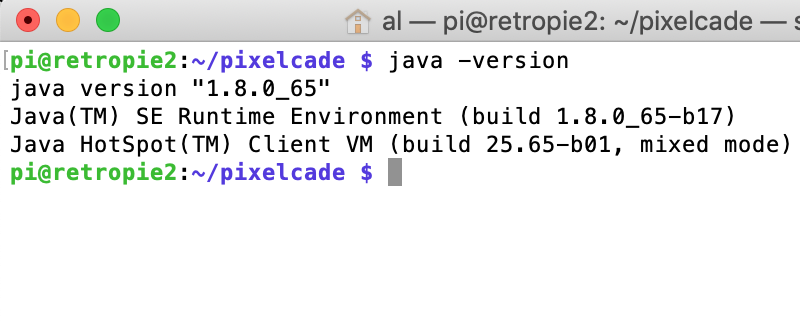 al — pi@retropie2: ~/pixelcade — s
[pi@retropie2:~/pixelcade $ java -version
java version "1.8.0_65"
Java(TM) SE Runtime Environment (build 1.8.0_65-b17)
Java HotSpot(TM) Client VM (build 25.65-b01, mixed mode)
pi@retropie2:~/pixelcade $